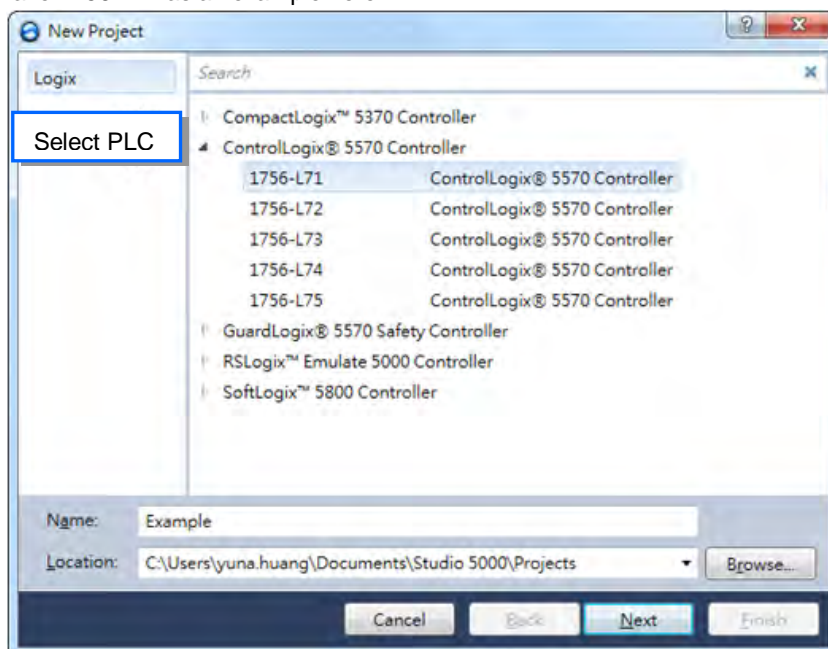 New Project
Logix
Search
Select PLC
CompactLogix™ 5370 Controller
ControlLogix® 5570 Controller
1756-L71 ControlLogix® 5570 Controller
1756-L72 ControlLogix® 5570 Controller
1756-L73 ControlLogix® 5570 Controller
1756-L74 ControlLogix® 5570 Controller
1756-L75 ControlLogix® 5570 Controller
GuardLogix® 5570 Safety Controller
RSLogix™ Emulate 5000 Controller
SoftLogix™ 5800 Controller
Name: Example
Location: C:\Users\yuna.huang\Documents\Studio 5000\Projects Browse...
Cancel Back Next Finish